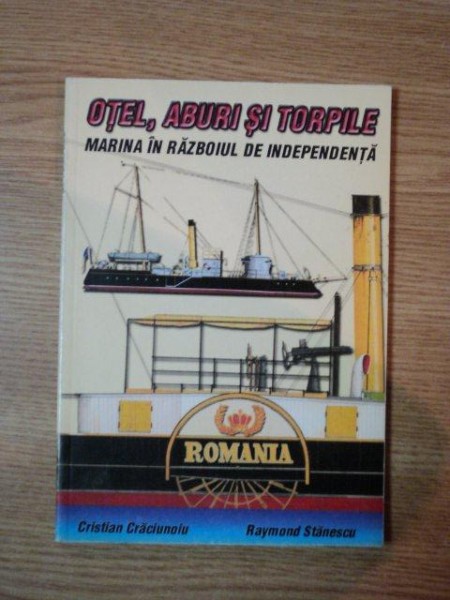 OȚEL, ABURI ȘI TORPILE
MARINA ÎN RĂZBOIUL DE INDEPENDENȚĂ
ROMANIA
Cristian Crăciunoiu Raymond Stănescu